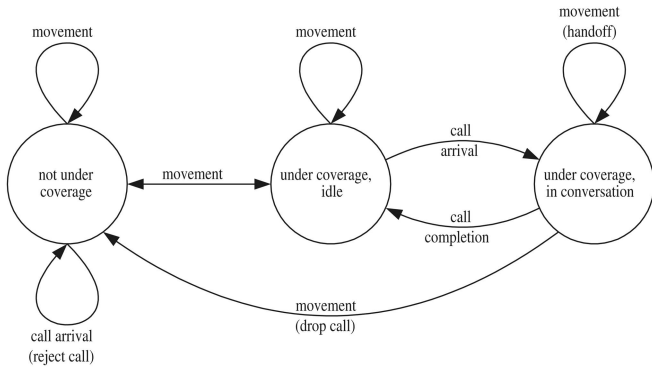 movement
movement
movement
(handoff)
not under
coverage
movement
under coverage,
idle
call
arrival
under coverage,
in conversation
call
completion
movement
(drop call)
call arrival
(reject call)